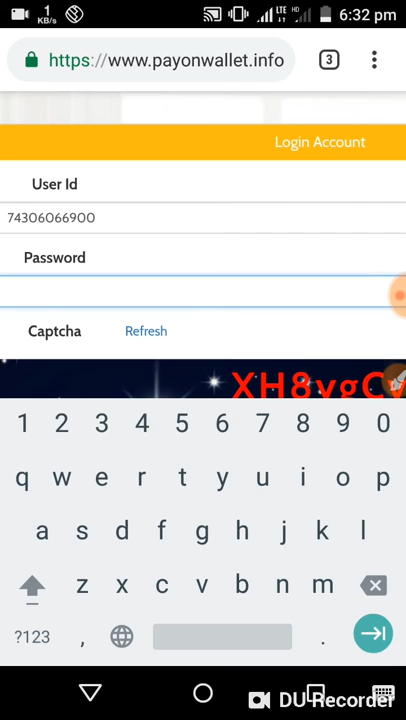 1
KB/s
LTE
HD
6:32 pm
https://www.payonwallet.info
3
Login Account
User Id
74306066900
Password
Captcha Refresh
1 2 3 4 5 6 7 8 9 0
q w e r t y u i o p
a s d f g h j k l
z x c v b n m
?123 , .
DU Recorder